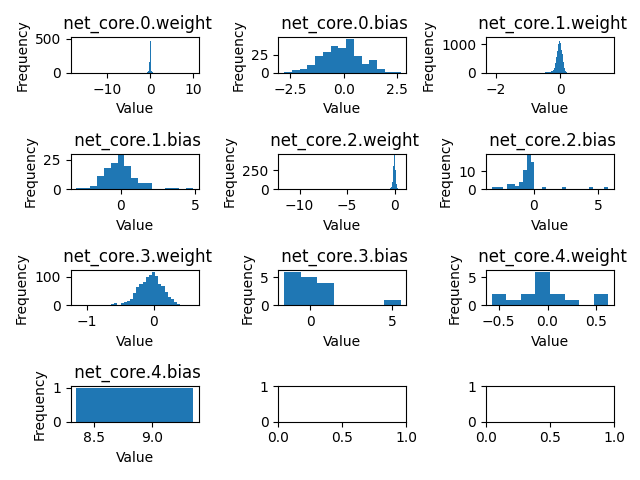 net_core.0.weight
net_core.0.bias
net_core.1.weight
Frequency
500
0
−10
0
10
Value
Frequency
25
0
−2.5
0.0
2.5
Value
Frequency
1000
0
−2
0
Value
net_core.1.bias
net_core.2.weight
net_core.2.bias
Frequency
25
0
0
5
Value
Frequency
250
0
−10
−5
0
Value
Frequency
10
0
0
5
Value
net_core.3.weight
net_core.3.bias
net_core.4.weight
Frequency
100
0
−1
0
Value
Frequency
5
0
0
5
Value
Frequency
5
0
−0.5
0.0
0.5
Value
net_core.4.bias
Frequency
1
0
8.5
9.0
Value
1
0
0.0
0.5
1.0
1
0
0.0
0.5
1.0